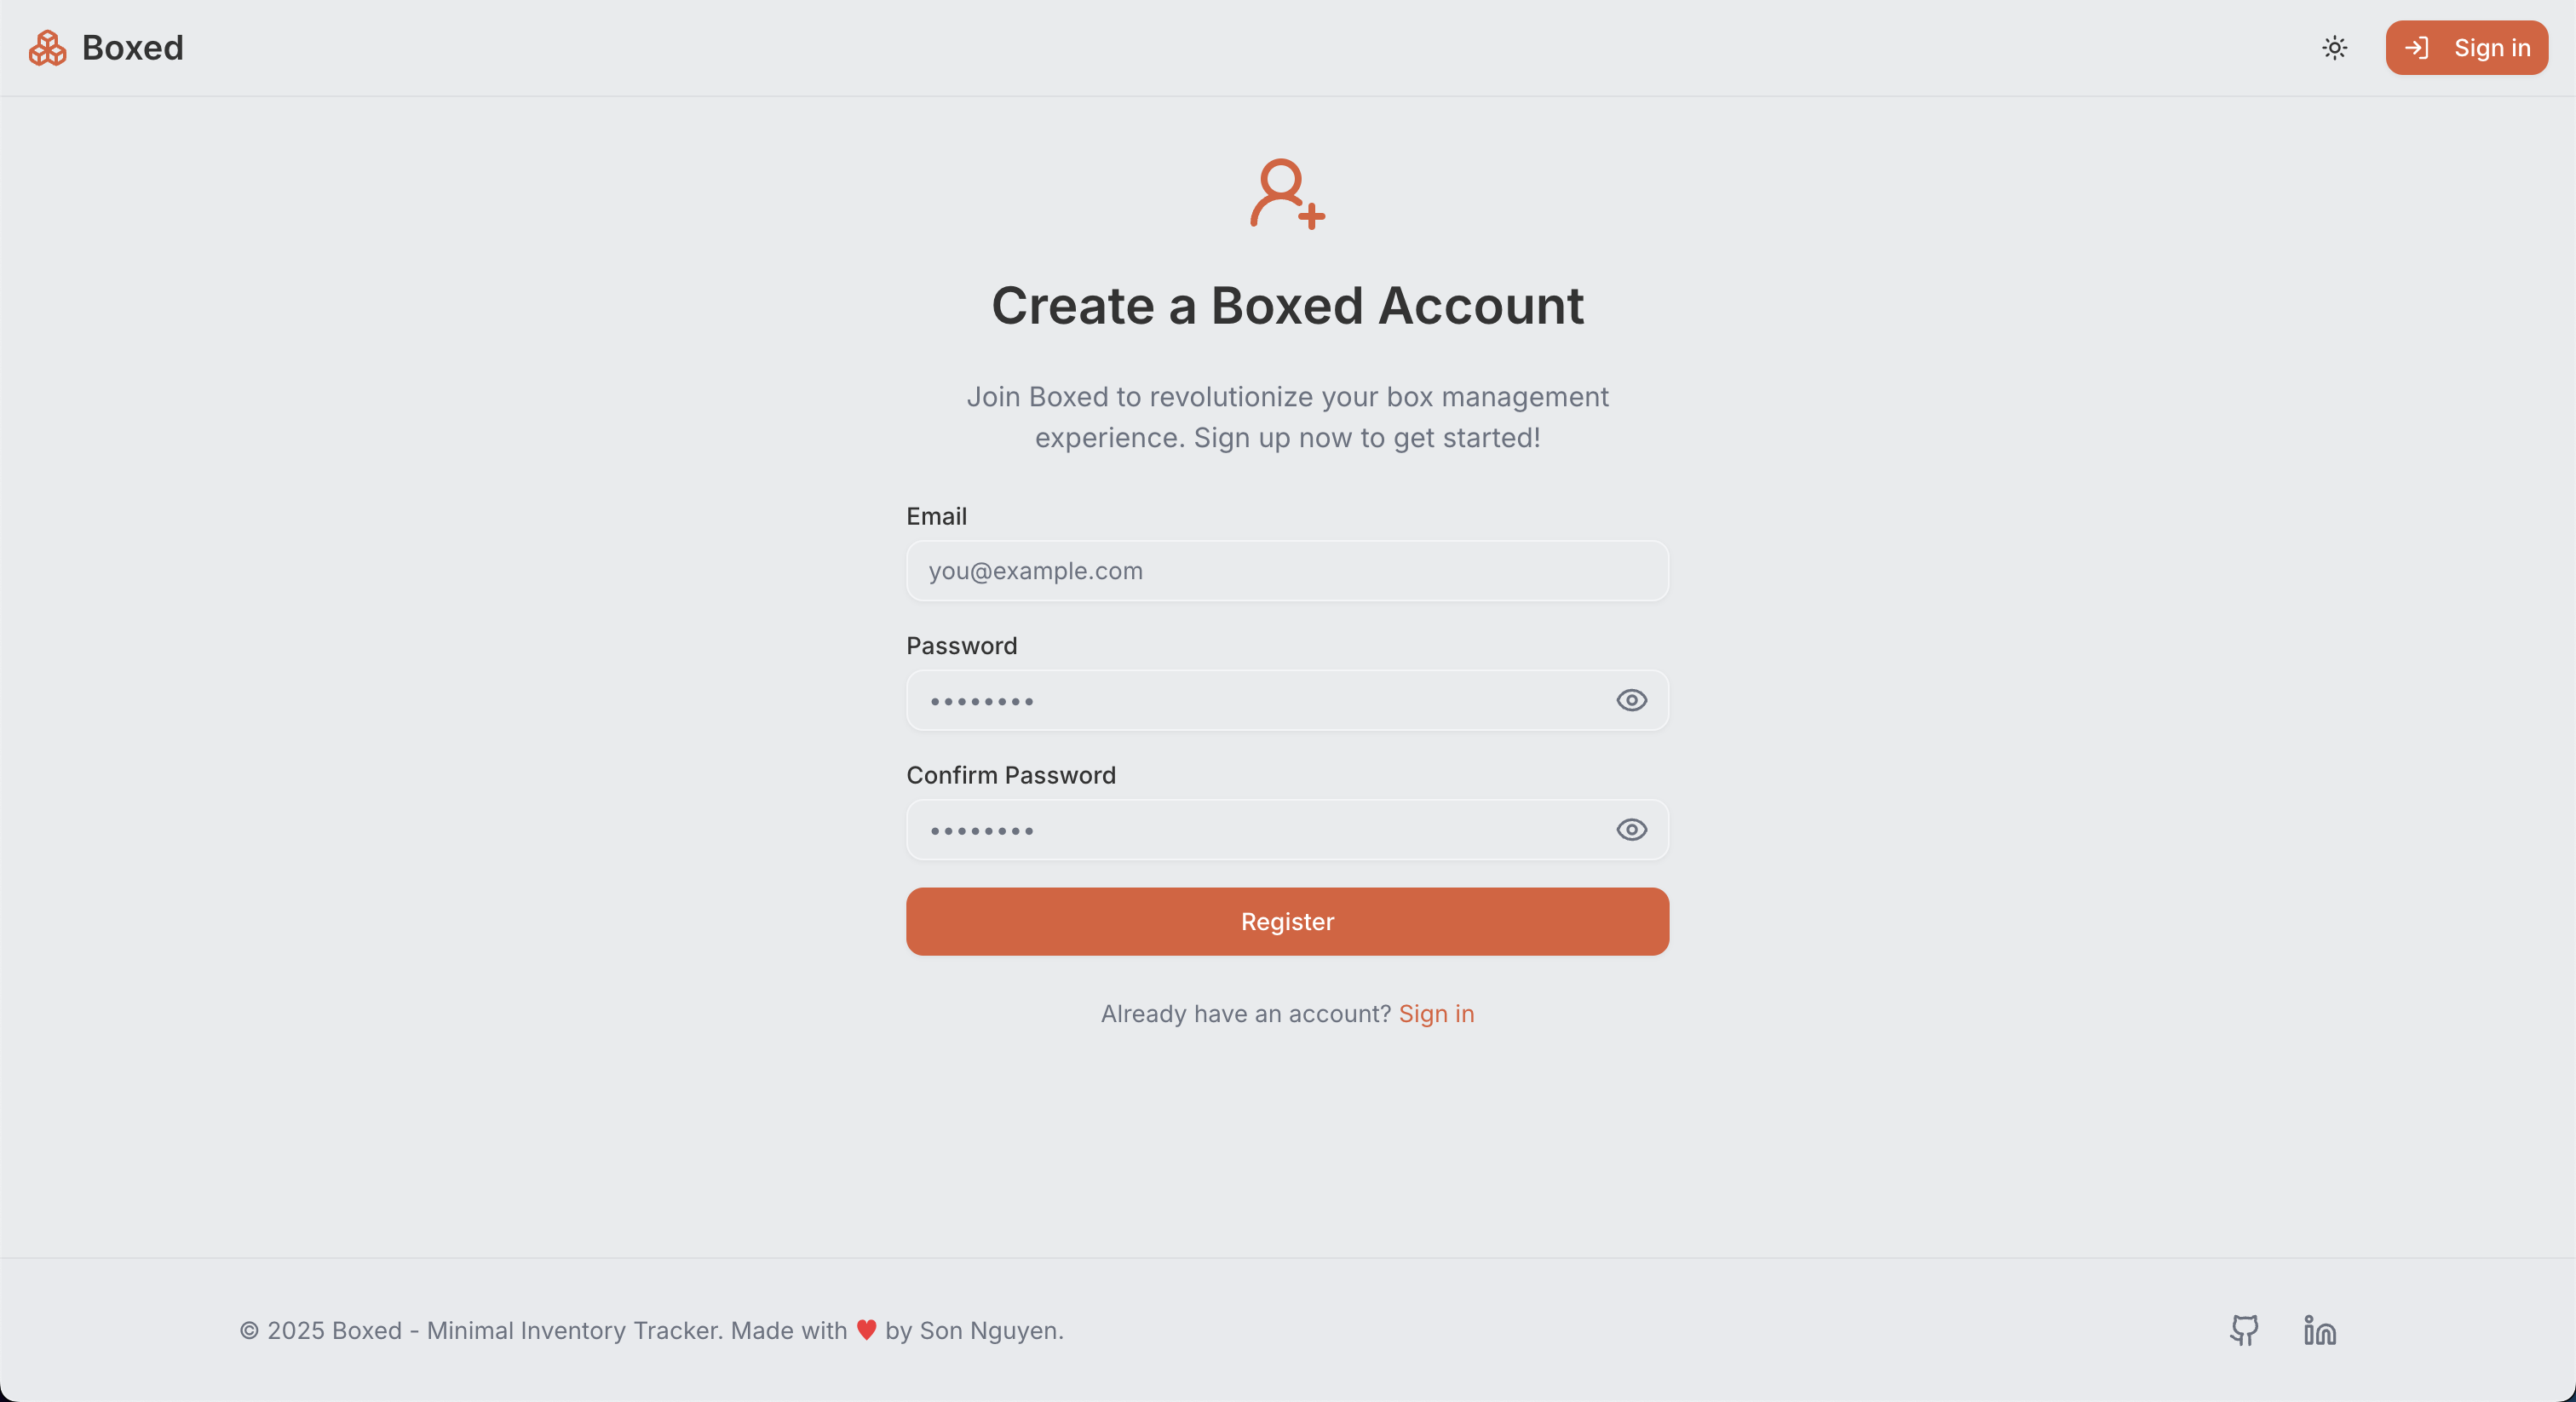 Boxed
Sign in
Create a Boxed Account
Join Boxed to revolutionize your box management
experience. Sign up now to get started!
Email
you@example.com
Password
••••••••
Confirm Password
••••••••
Register
Already have an account? Sign in
© 2025 Boxed - Minimal Inventory Tracker. Made with ♥ by Son Nguyen.
in